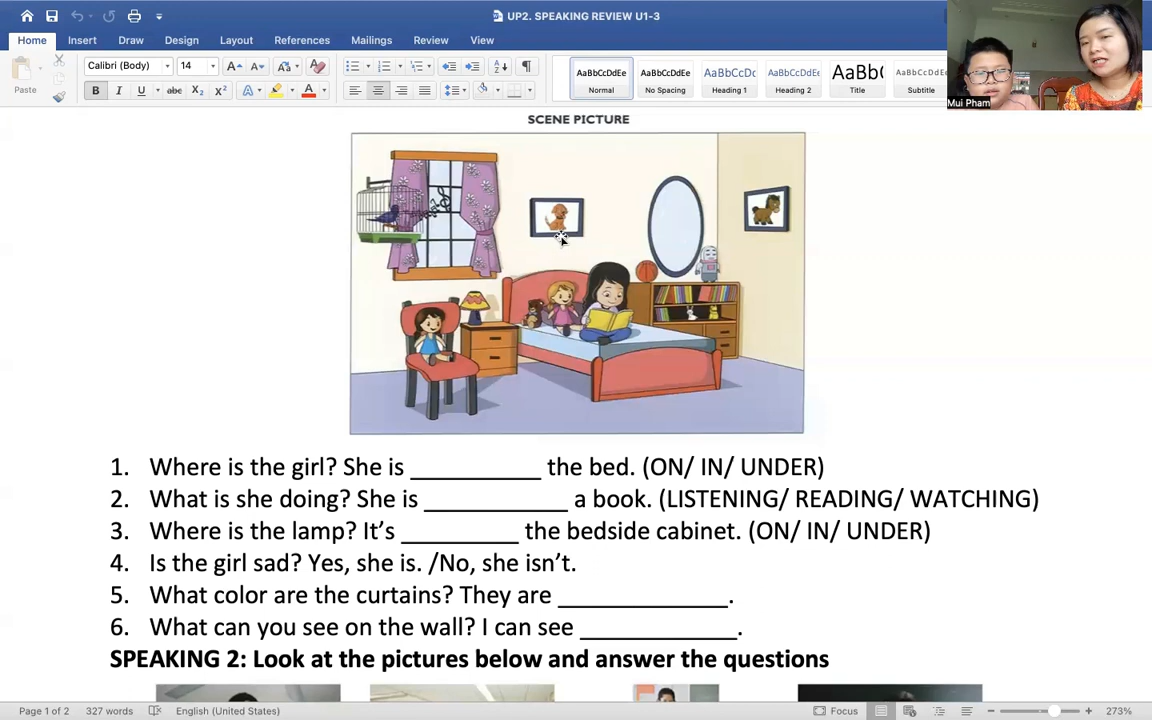 UP2. SPEAKING REVIEW U1-3
Home Insert Draw Design Layout References Mailings Review View
Paste
Calibri (Body) 14
B I U abc X₂ X²
AaBbCcDdEe AaBbCcDdEe AaBbCcDc AaBbCcDdEe AaBb( AaBbCcDdEe
Normal No Spacing Heading 1 Heading 2 Title Subtitle
Mui Pham
SCENE PICTURE
1. Where is the girl? She is __________ the bed. (ON/ IN/ UNDER)
2. What is she doing? She is ___________ a book. (LISTENING/ READING/ WATCHING)
3. Where is the lamp? It’s _________ the bedside cabinet. (ON/ IN/ UNDER)
4. Is the girl sad? Yes, she is. /No, she isn’t.
5. What color are the curtains? They are _____________.
6. What can you see on the wall? I can see ____________.
SPEAKING 2: Look at the pictures below and answer the questions
Page 1 of 2 327 words English (United States) Focus 273%